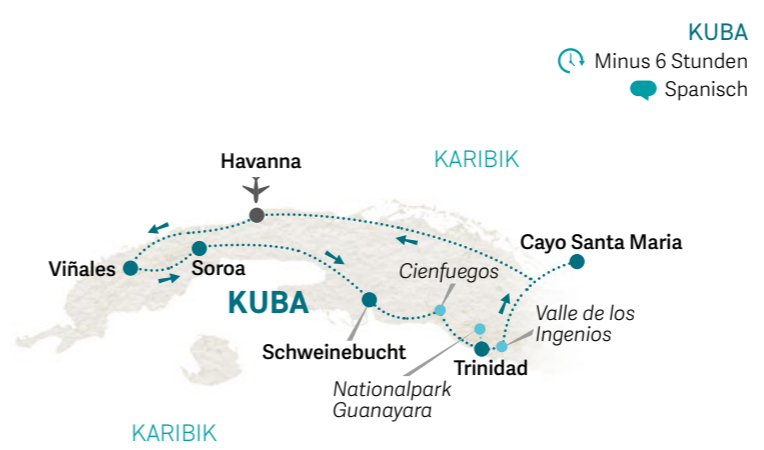 KUBA
Minus 6 Stunden
Spanisch
KARIBIK
Havanna
Cayo Santa Maria
Viñales
Soroa
Cienfuegos
KUBA
Valle de los
Ingenios
Schweinebucht
Trinidad
Nationalpark
Guanayara
KARIBIK